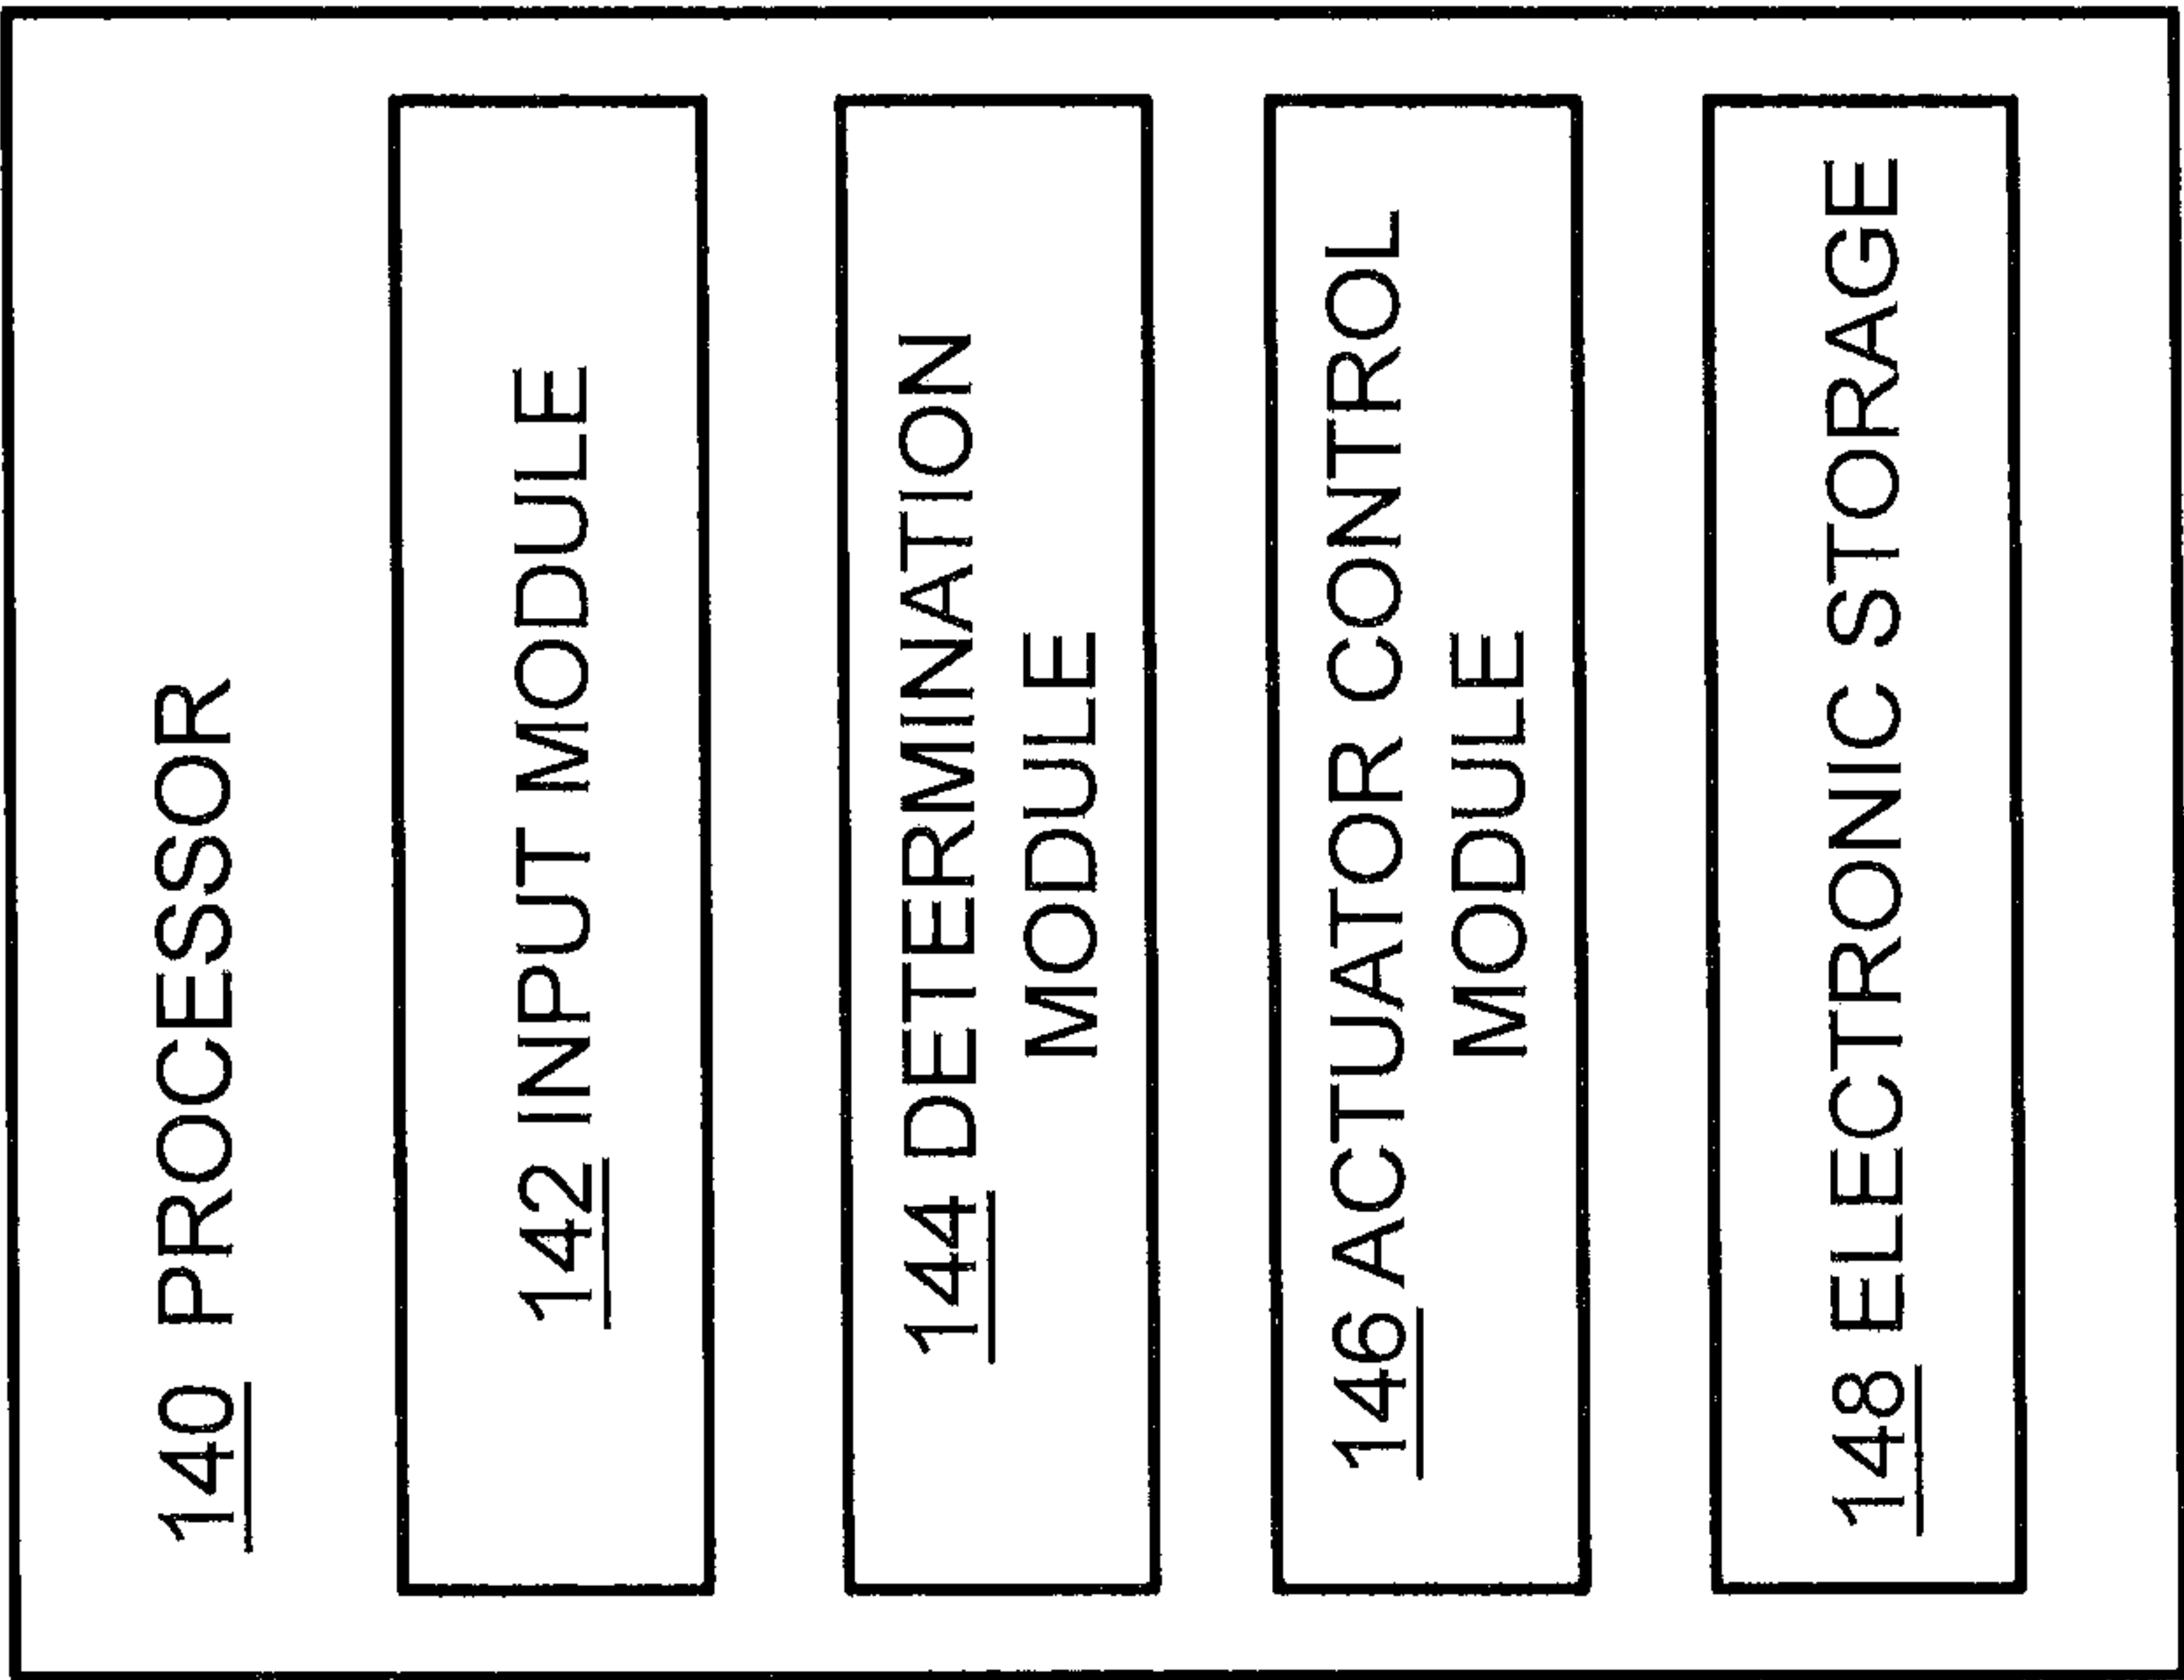 140 PROCESSOR
142 INPUT MODULE
144 DETERMINATION
MODULE
146 ACTUATOR CONTROL
MODULE
148 ELECTRONIC STORAGE